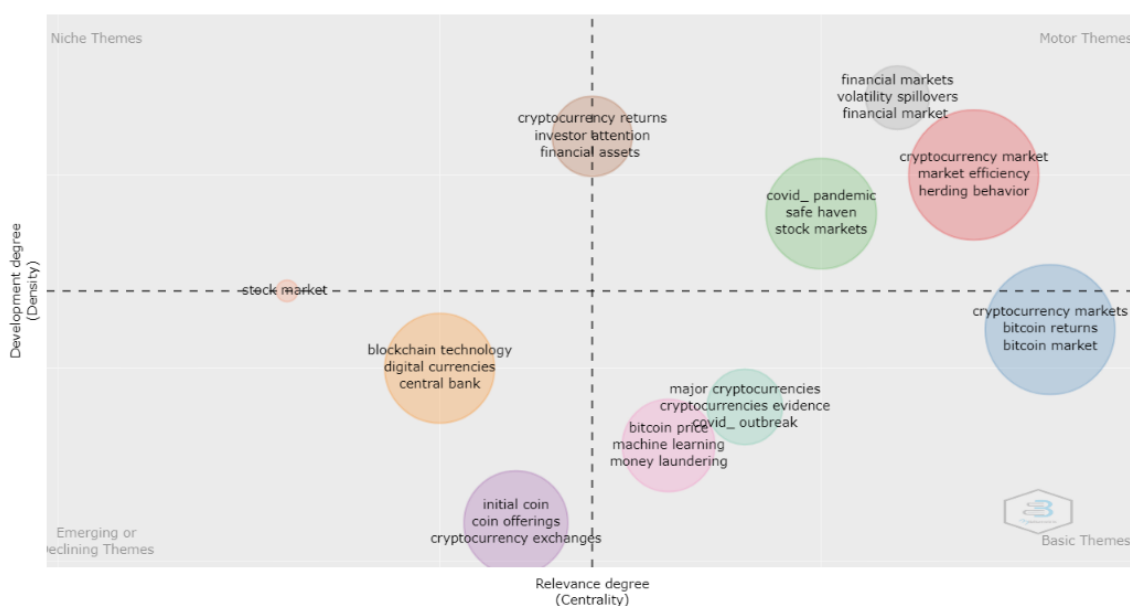 Niche Themes
Motor Themes
financial markets
volatility spillovers
financial market
cryptocurrency returns
investor attention
financial assets
cryptocurrency market
market efficiency
herding behavior
covid_ pandemic
safe haven
stock markets
stock market
cryptocurrency markets
bitcoin returns
bitcoin market
blockchain technology
digital currencies
central bank
major cryptocurrencies
cryptocurrencies evidence
covid_ outbreak
bitcoin price
machine learning
money laundering
initial coin
coin offerings
cryptocurrency exchanges
Emerging or
Declining Themes
Basic Themes
Development degree
(Density)
Relevance degree
(Centrality)